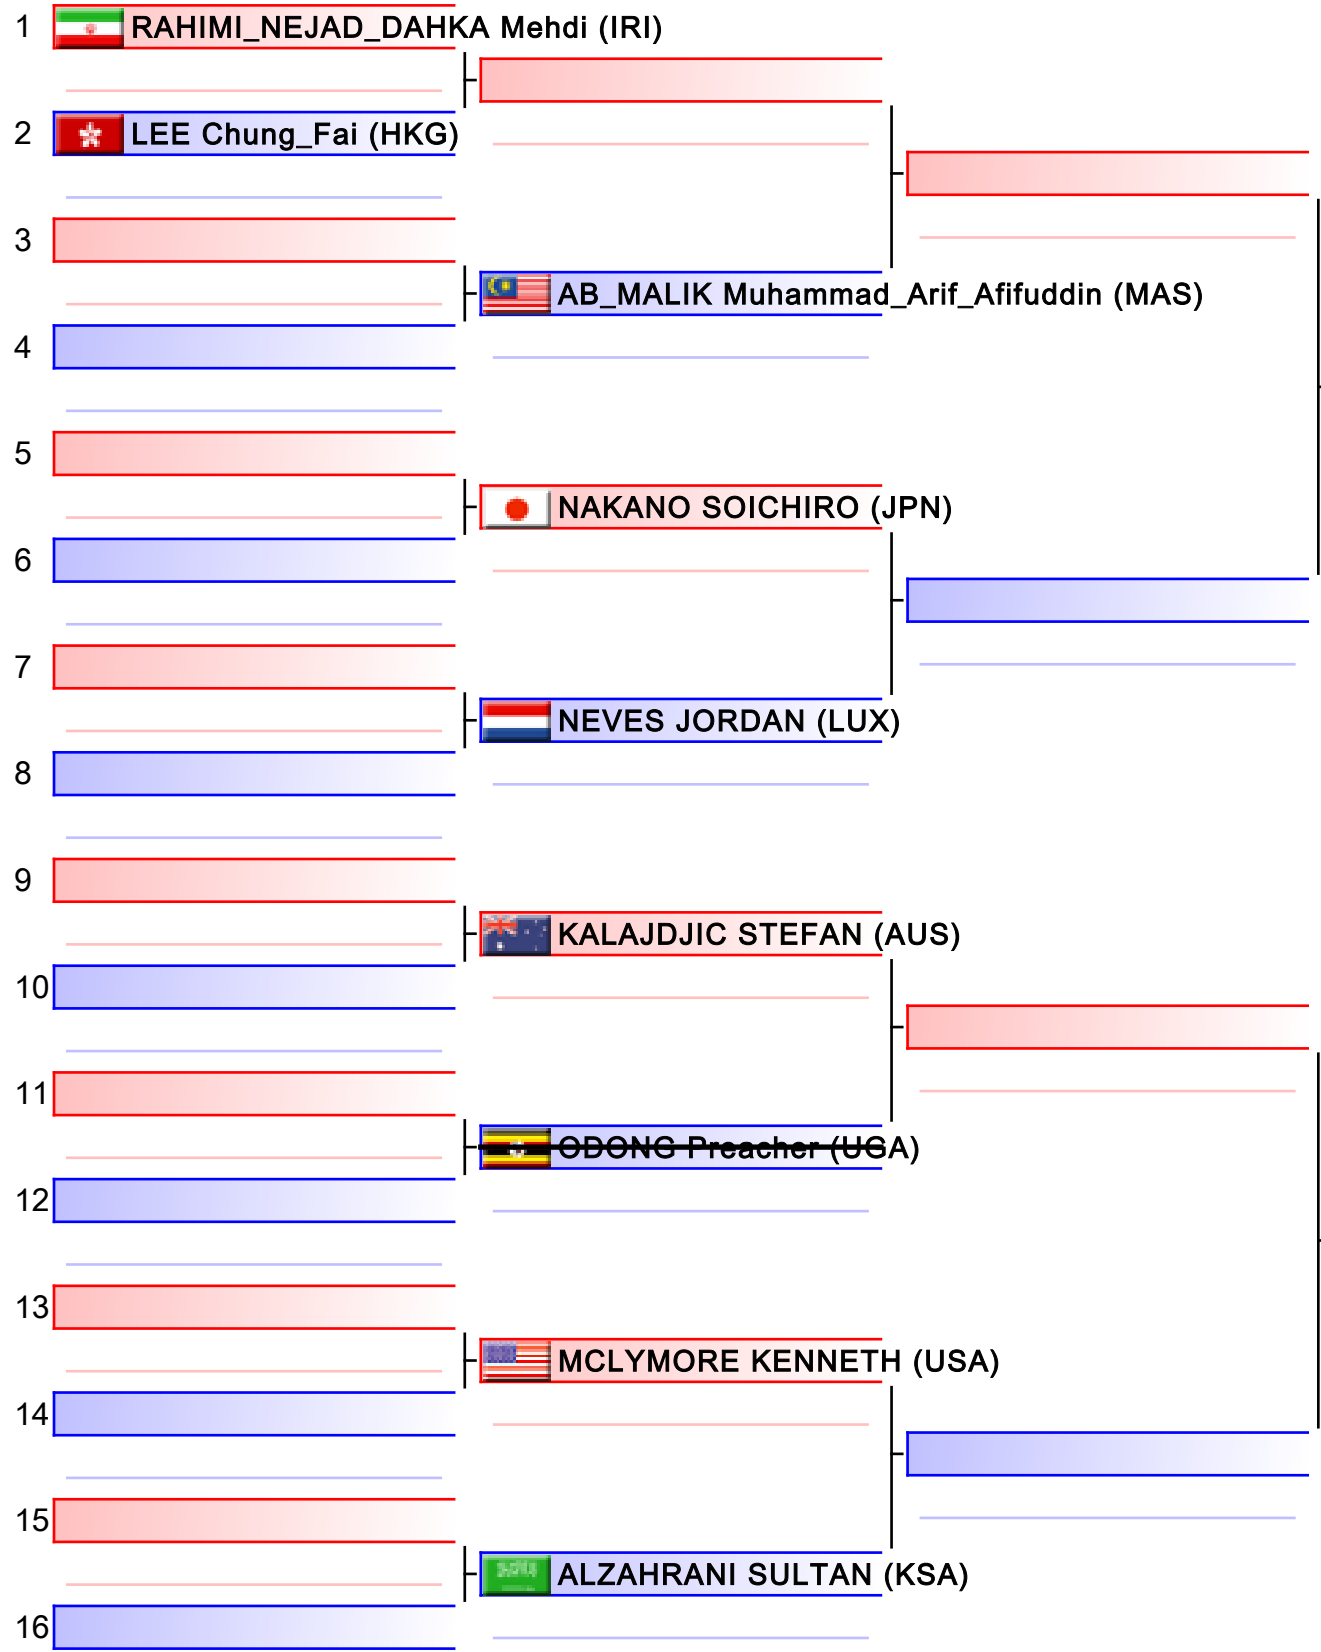 1 RAHIMI_NEJAD_DAHKA Mehdi (IRI)
2 LEE Chung_Fai (HKG)
3
AB_MALIK Muhammad_Arif_Afifuddin (MAS)
4
5
NAKANO SOICHIRO (JPN)
6
7
NEVES JORDAN (LUX)
8
9
KALAJDJIC STEFAN (AUS)
10
11
ODONG Preacher (UGA)
12
13
MCLYMORE KENNETH (USA)
14
15
ALZAHRANI SULTAN (KSA)
16